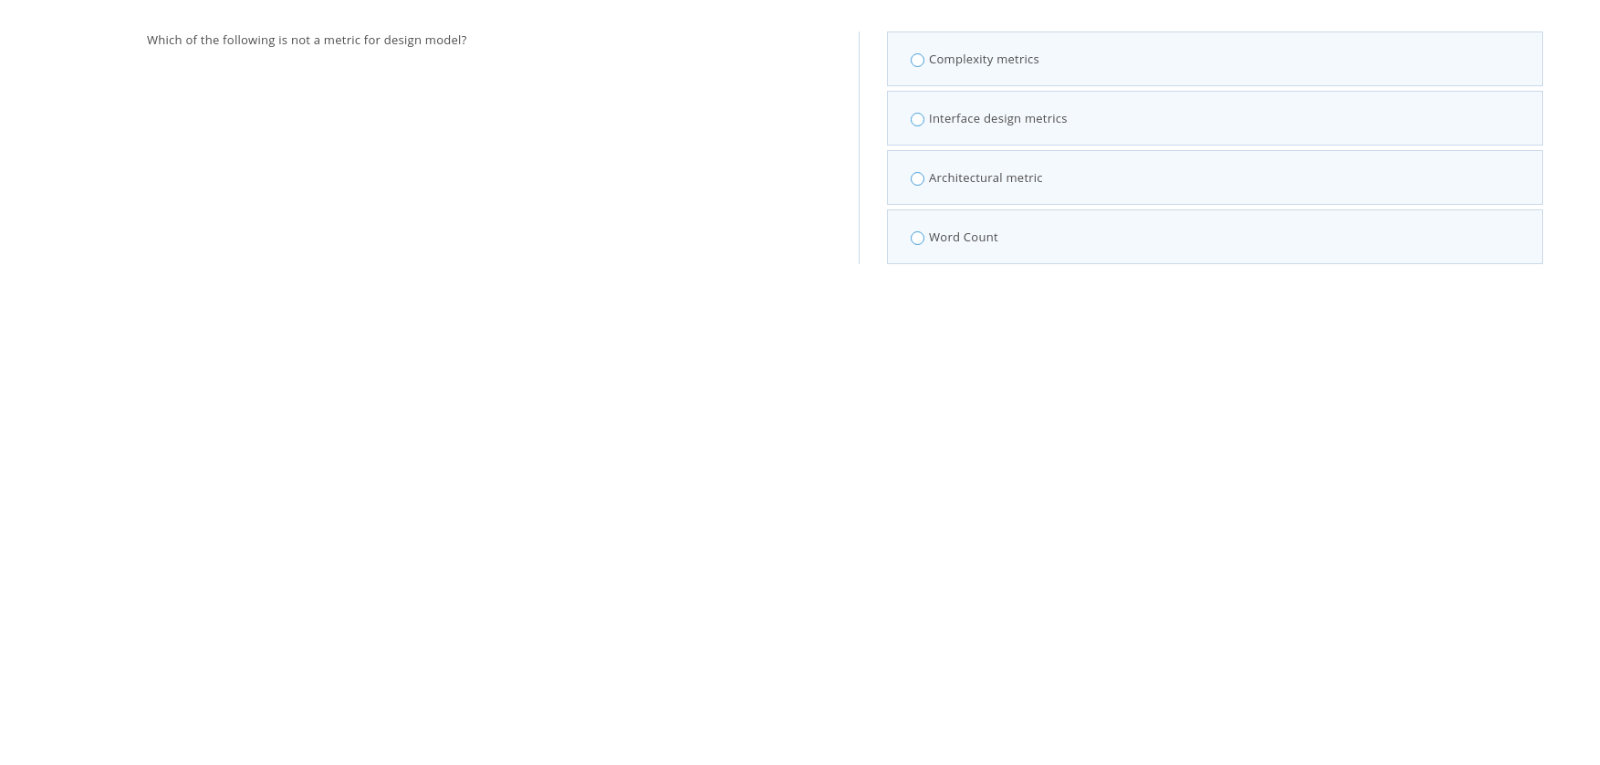 Which of the following is not a metric for design model?
Complexity metrics
Interface design metrics
Architectural metric
Word Count